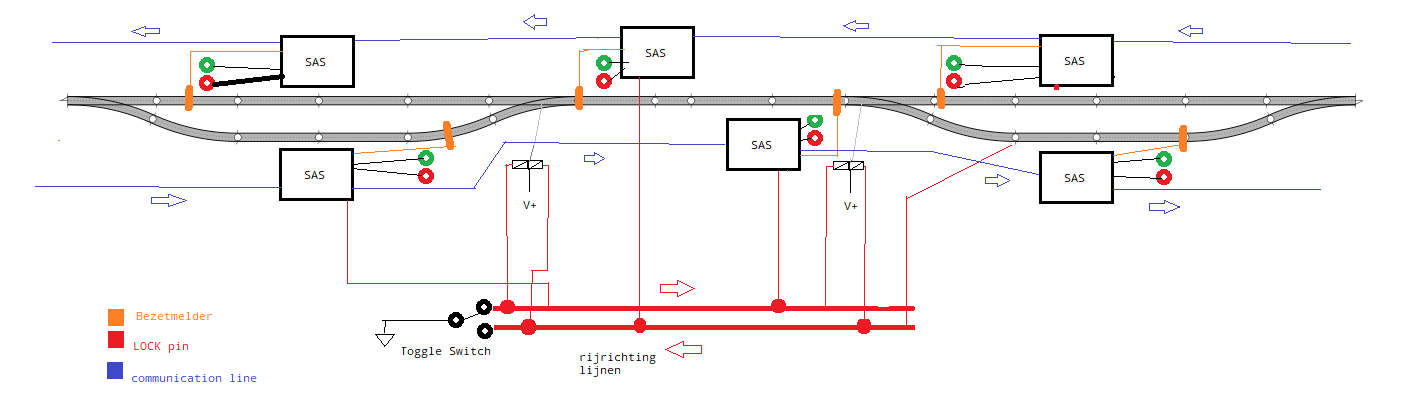 SAS
SAS
SAS
SAS
SAS
SAS
V+
V+
Bezetmelder
LOCK pin
communication line
Toggle Switch
rijrichting
lijnen